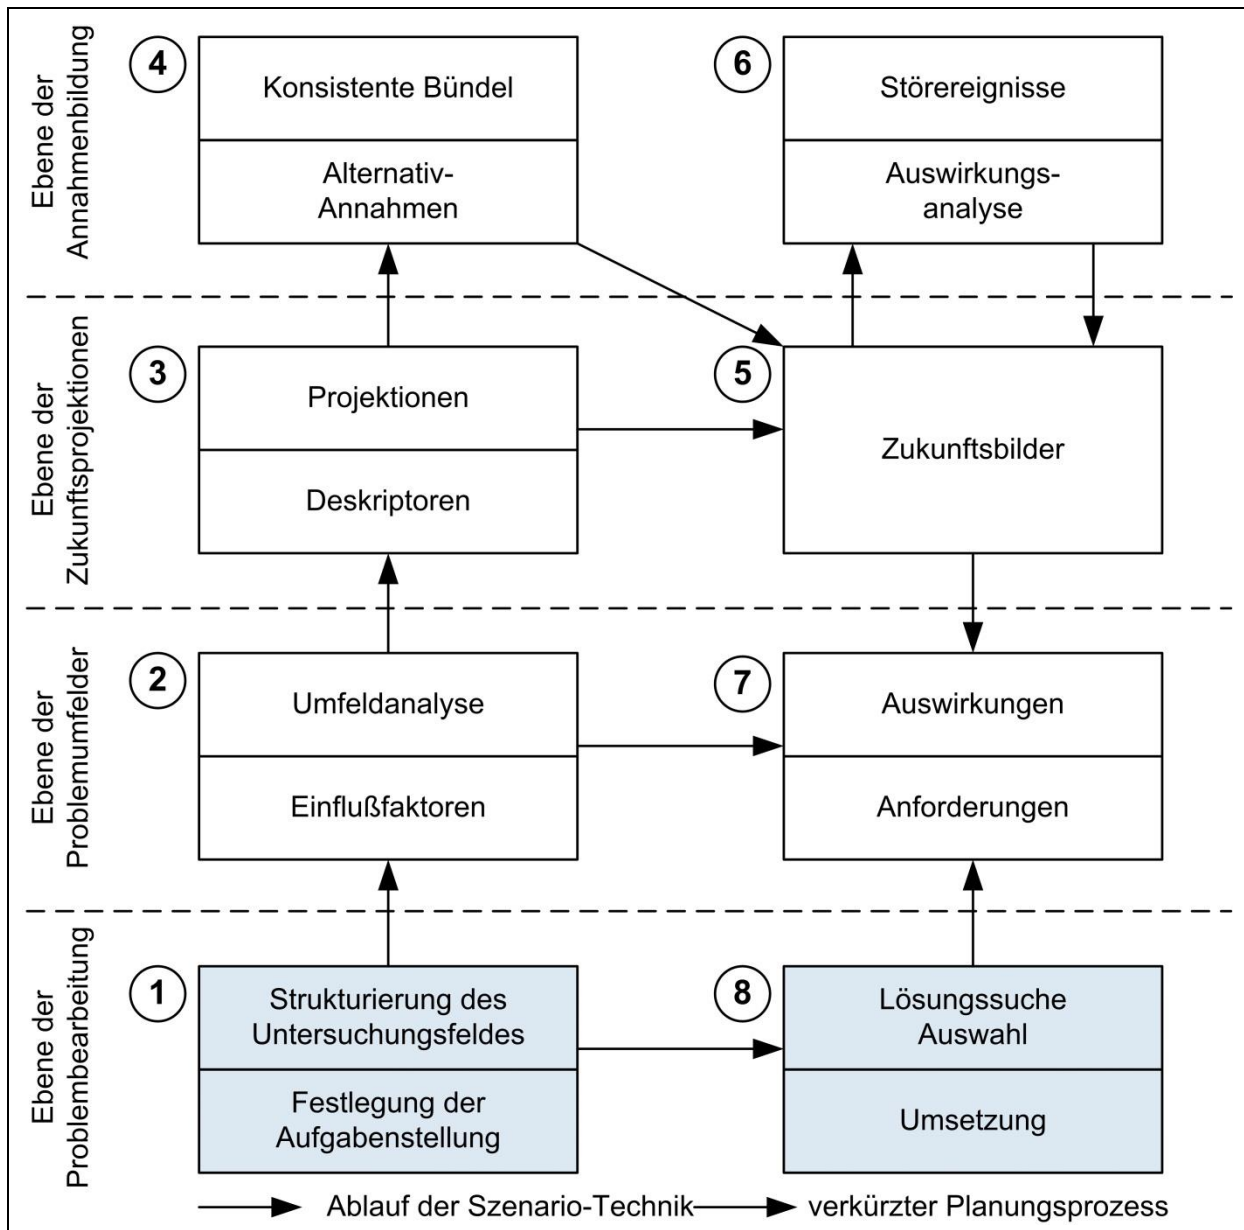 Ebene der
Annahmenbildung
4
Konsistente Bündel
Alternativ-
Annahmen
6
Störereignisse
Auswirkungs-
analyse
Ebene der
Zukunftsprojektionen
3
Projektionen
Deskriptoren
5
Zukunftsbilder
Ebene der
Problemumfelder
2
Umfeldanalyse
Einflußfaktoren
7
Auswirkungen
Anforderungen
Ebene der
Problembearbeitung
1
Strukturierung des
Untersuchungsfeldes
Festlegung der
Aufgabenstellung
8
Lösungssuche
Auswahl
Umsetzung
Ablauf der Szenario-Technik
verkürzter Planungsprozess